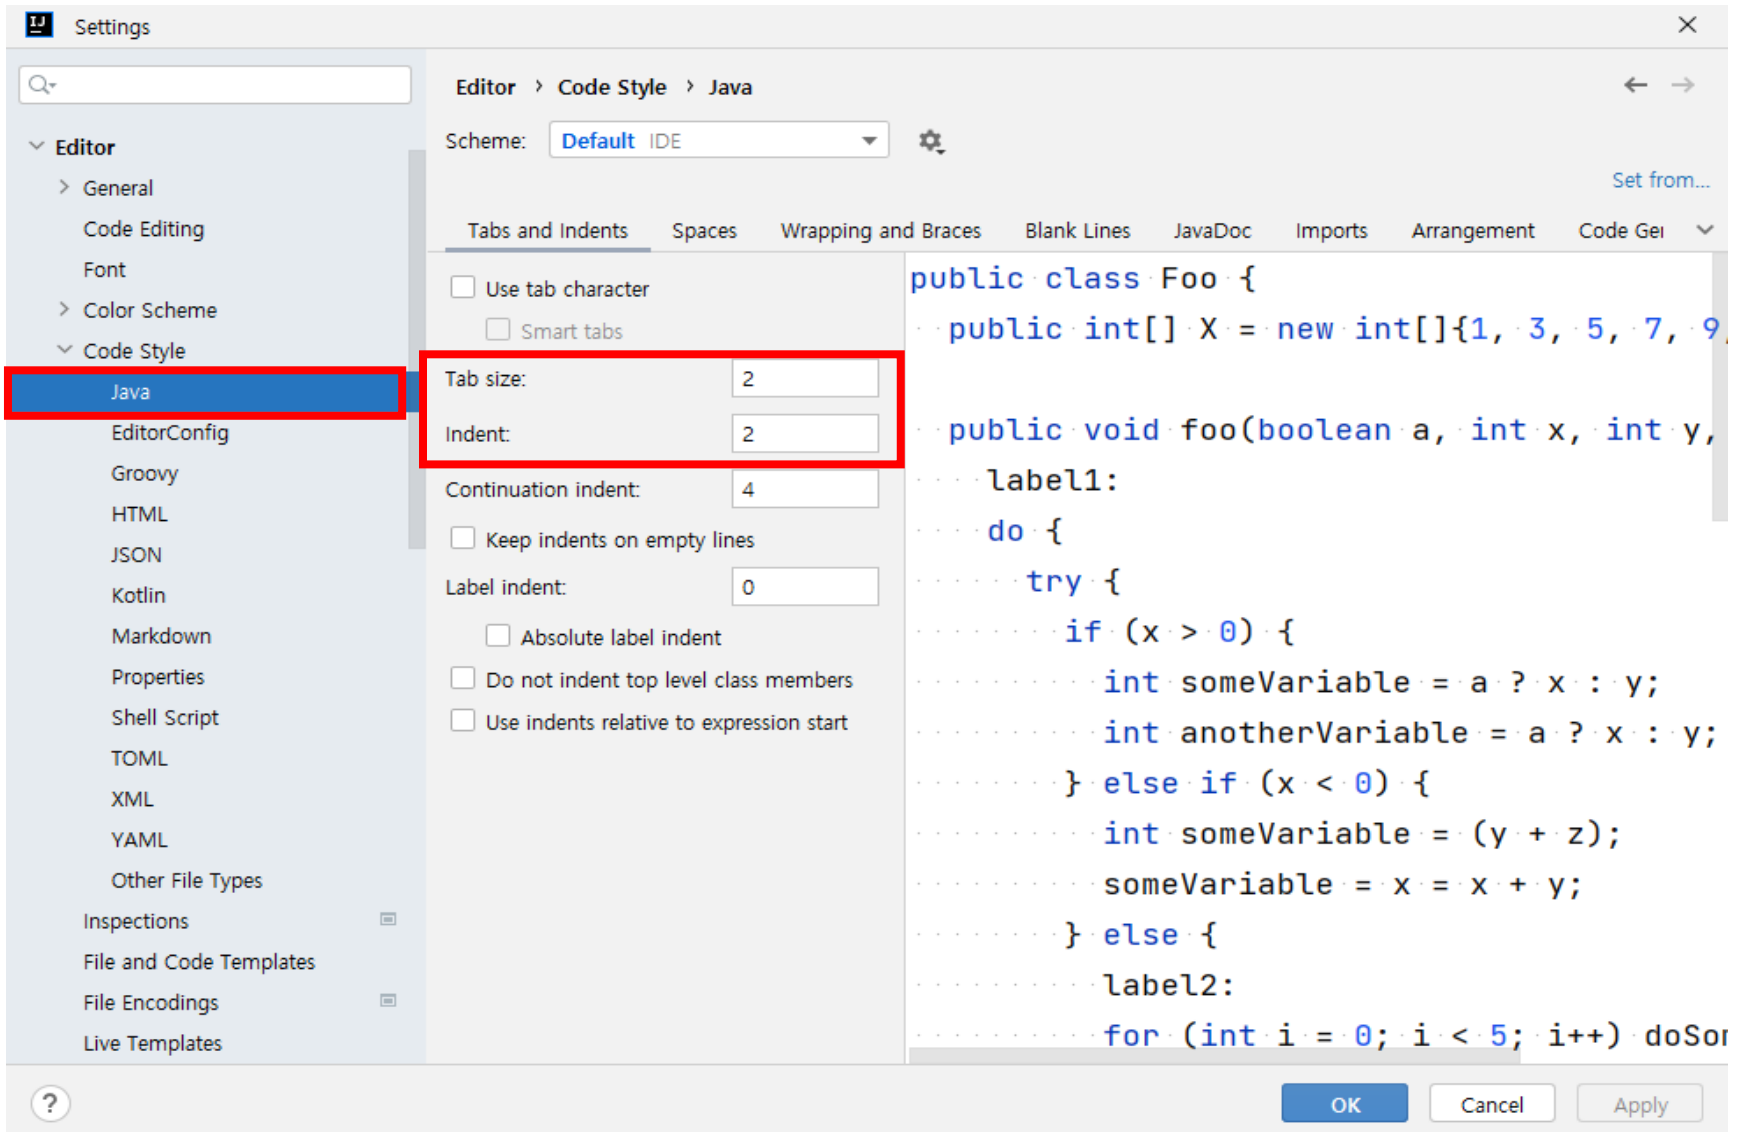 IJ
Settings
Editor
General
Code Editing
Font
Color Scheme
Code Style
Java
EditorConfig
Groovy
HTML
JSON
Kotlin
Markdown
Properties
Shell Script
TOML
XML
YAML
Other File Types
Inspections
File and Code Templates
File Encodings
Live Templates
Editor › Code Style › Java
Scheme: Default IDE
Set from...
Tabs and Indents Spaces Wrapping and Braces Blank Lines JavaDoc Imports Arrangement Code Ger
Use tab character
Smart tabs
Tab size: 2
Indent: 2
Continuation indent: 4
Keep indents on empty lines
Label indent: 0
Absolute label indent
Do not indent top level class members
Use indents relative to expression start
public class Foo {
  public int[] X = new int[]{1, 3, 5, 7, 9,
  public void foo(boolean a, int x, int y,
    label1:
    do {
      try {
        if (x > 0) {
          int someVariable = a ? x : y;
          int anotherVariable = a ? x : y;
        } else if (x < 0) {
          int someVariable = (y + z);
          someVariable = x = x + y;
        } else {
          label2:
          for (int i = 0; i < 5; i++) doSom
?
OK Cancel Apply